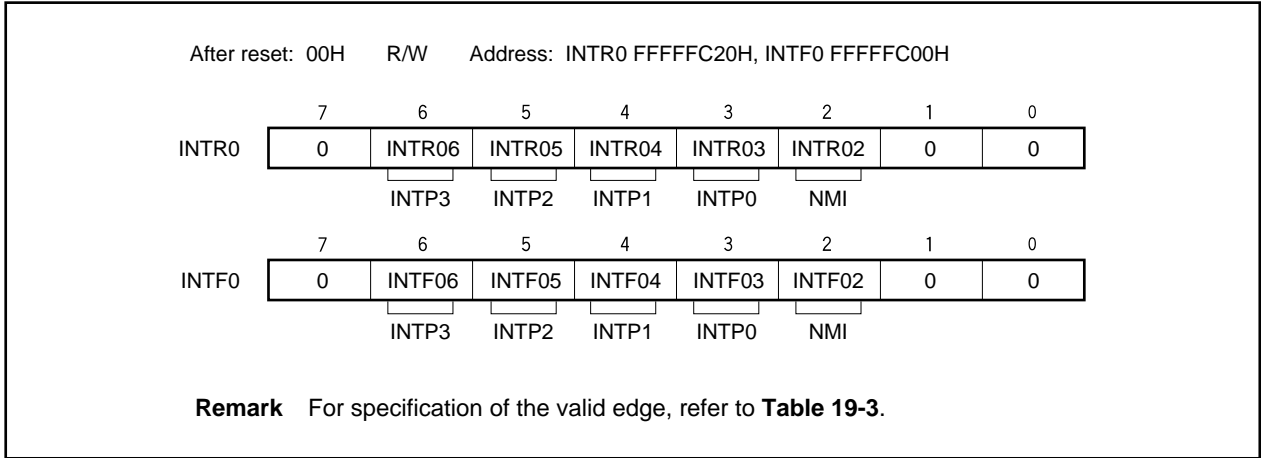 After reset: 00H R/W Address: INTR0 FFFFFC20H, INTF0 FFFFFC00H
7 6 5 4 3 2 1 0
INTR0 0 INTR06 INTR05 INTR04 INTR03 INTR02 0 0
INTP3 INTP2 INTP1 INTP0 NMI
7 6 5 4 3 2 1 0
INTF0 0 INTF06 INTF05 INTF04 INTF03 INTF02 0 0
INTP3 INTP2 INTP1 INTP0 NMI
Remark For specification of the valid edge, refer to Table 19-3.